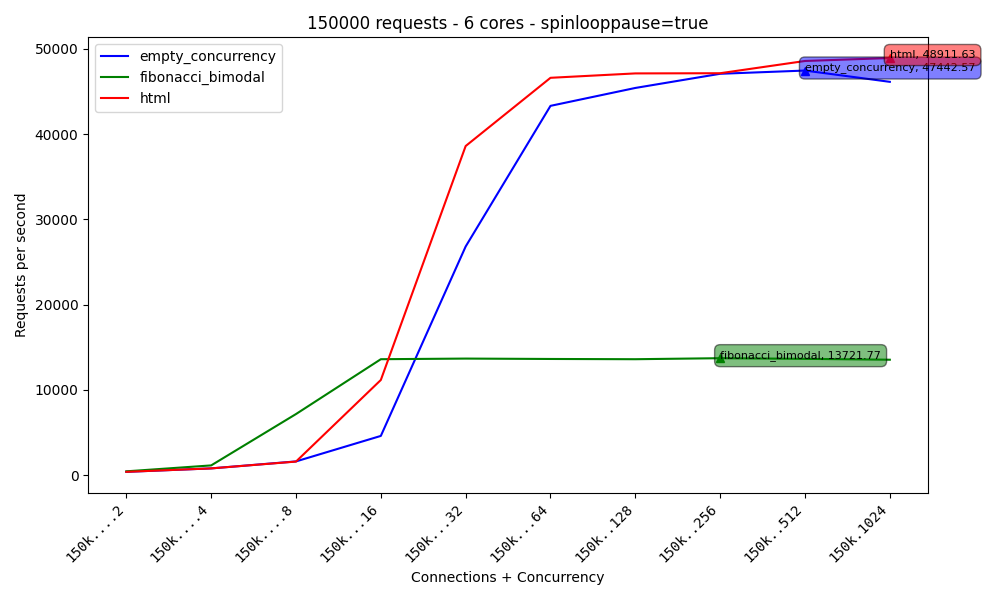 150000 requests - 6 cores - spinlooppause=true
empty_concurrency
fibonacci_bimodal
html
html, 48911.63
empty_concurrency, 47442.57
fibonacci_bimodal, 13721.77
50000
40000
30000
20000
10000
0
Requests per second
150k....2
150k....4
150k....8
150k...16
150k...32
150k...64
150k..128
150k..256
150k..512
150k.1024
Connections + Concurrency